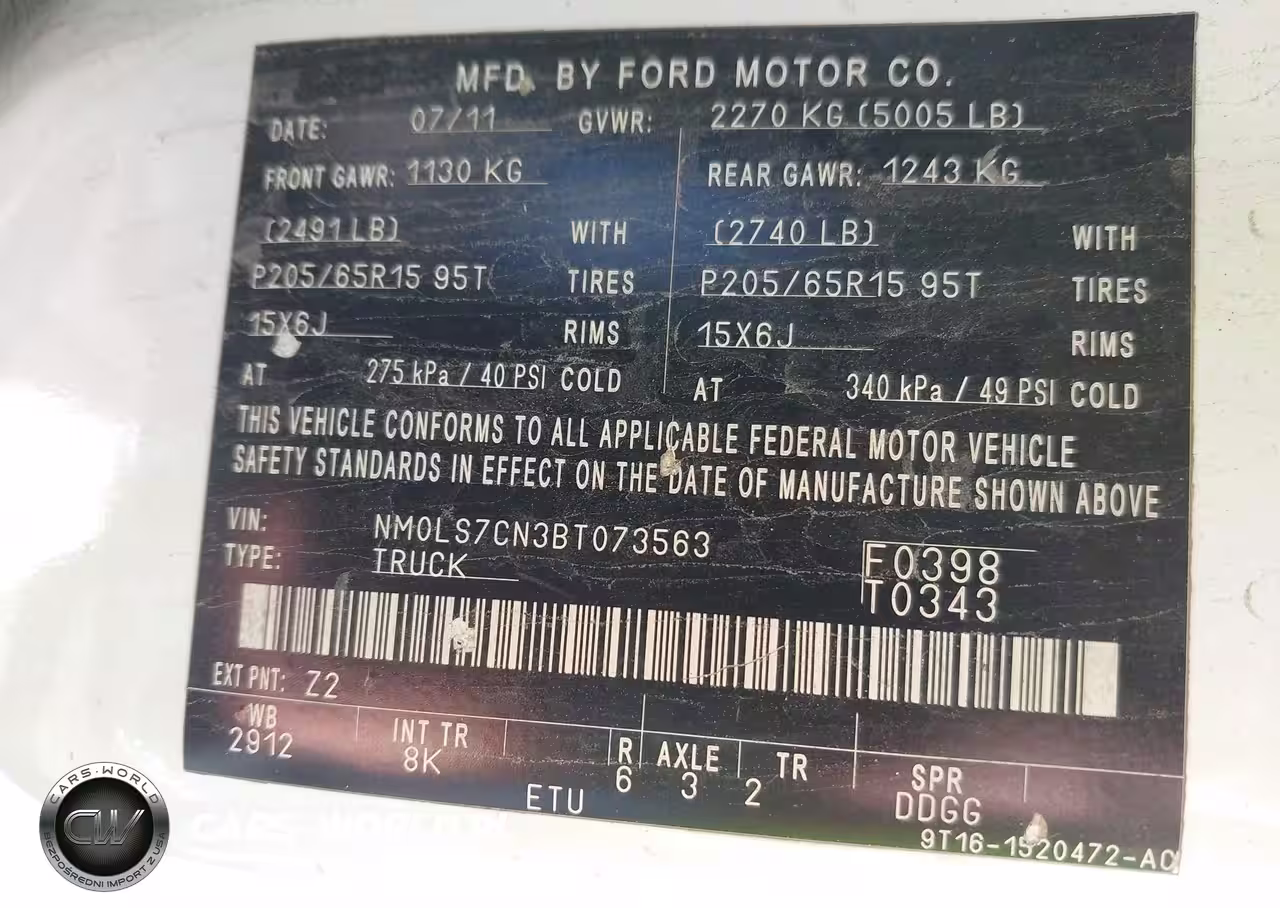 MFD. BY FORD MOTOR CO.
DATE: 07/11 GVWR: 2270 KG (5005 LB)
FRONT GAWR: 1130 KG REAR GAWR: 1243 KG
(2491 LB) WITH (2740 LB) WITH
P205/65R15 95T TIRES P205/65R15 95T TIRES
15X6J RIMS 15X6J RIMS
AT 275 kPa / 40 PSI COLD AT 340 kPa / 49 PSI COLD
THIS VEHICLE CONFORMS TO ALL APPLICABLE FEDERAL MOTOR VEHICLE
SAFETY STANDARDS IN EFFECT ON THE DATE OF MANUFACTURE SHOWN ABOVE
VIN: NM0LS7CN3BT073563
TYPE: TRUCK
F0398
T0343
EXT PNT: Z2
WB INT TR R AXLE TR SPR
2912 8K 6 3 2 DDGG
ETU
9T16-1520472-AC
CARS-WORLD
CW
BEZPOŚREDNI IMPORT Z USA